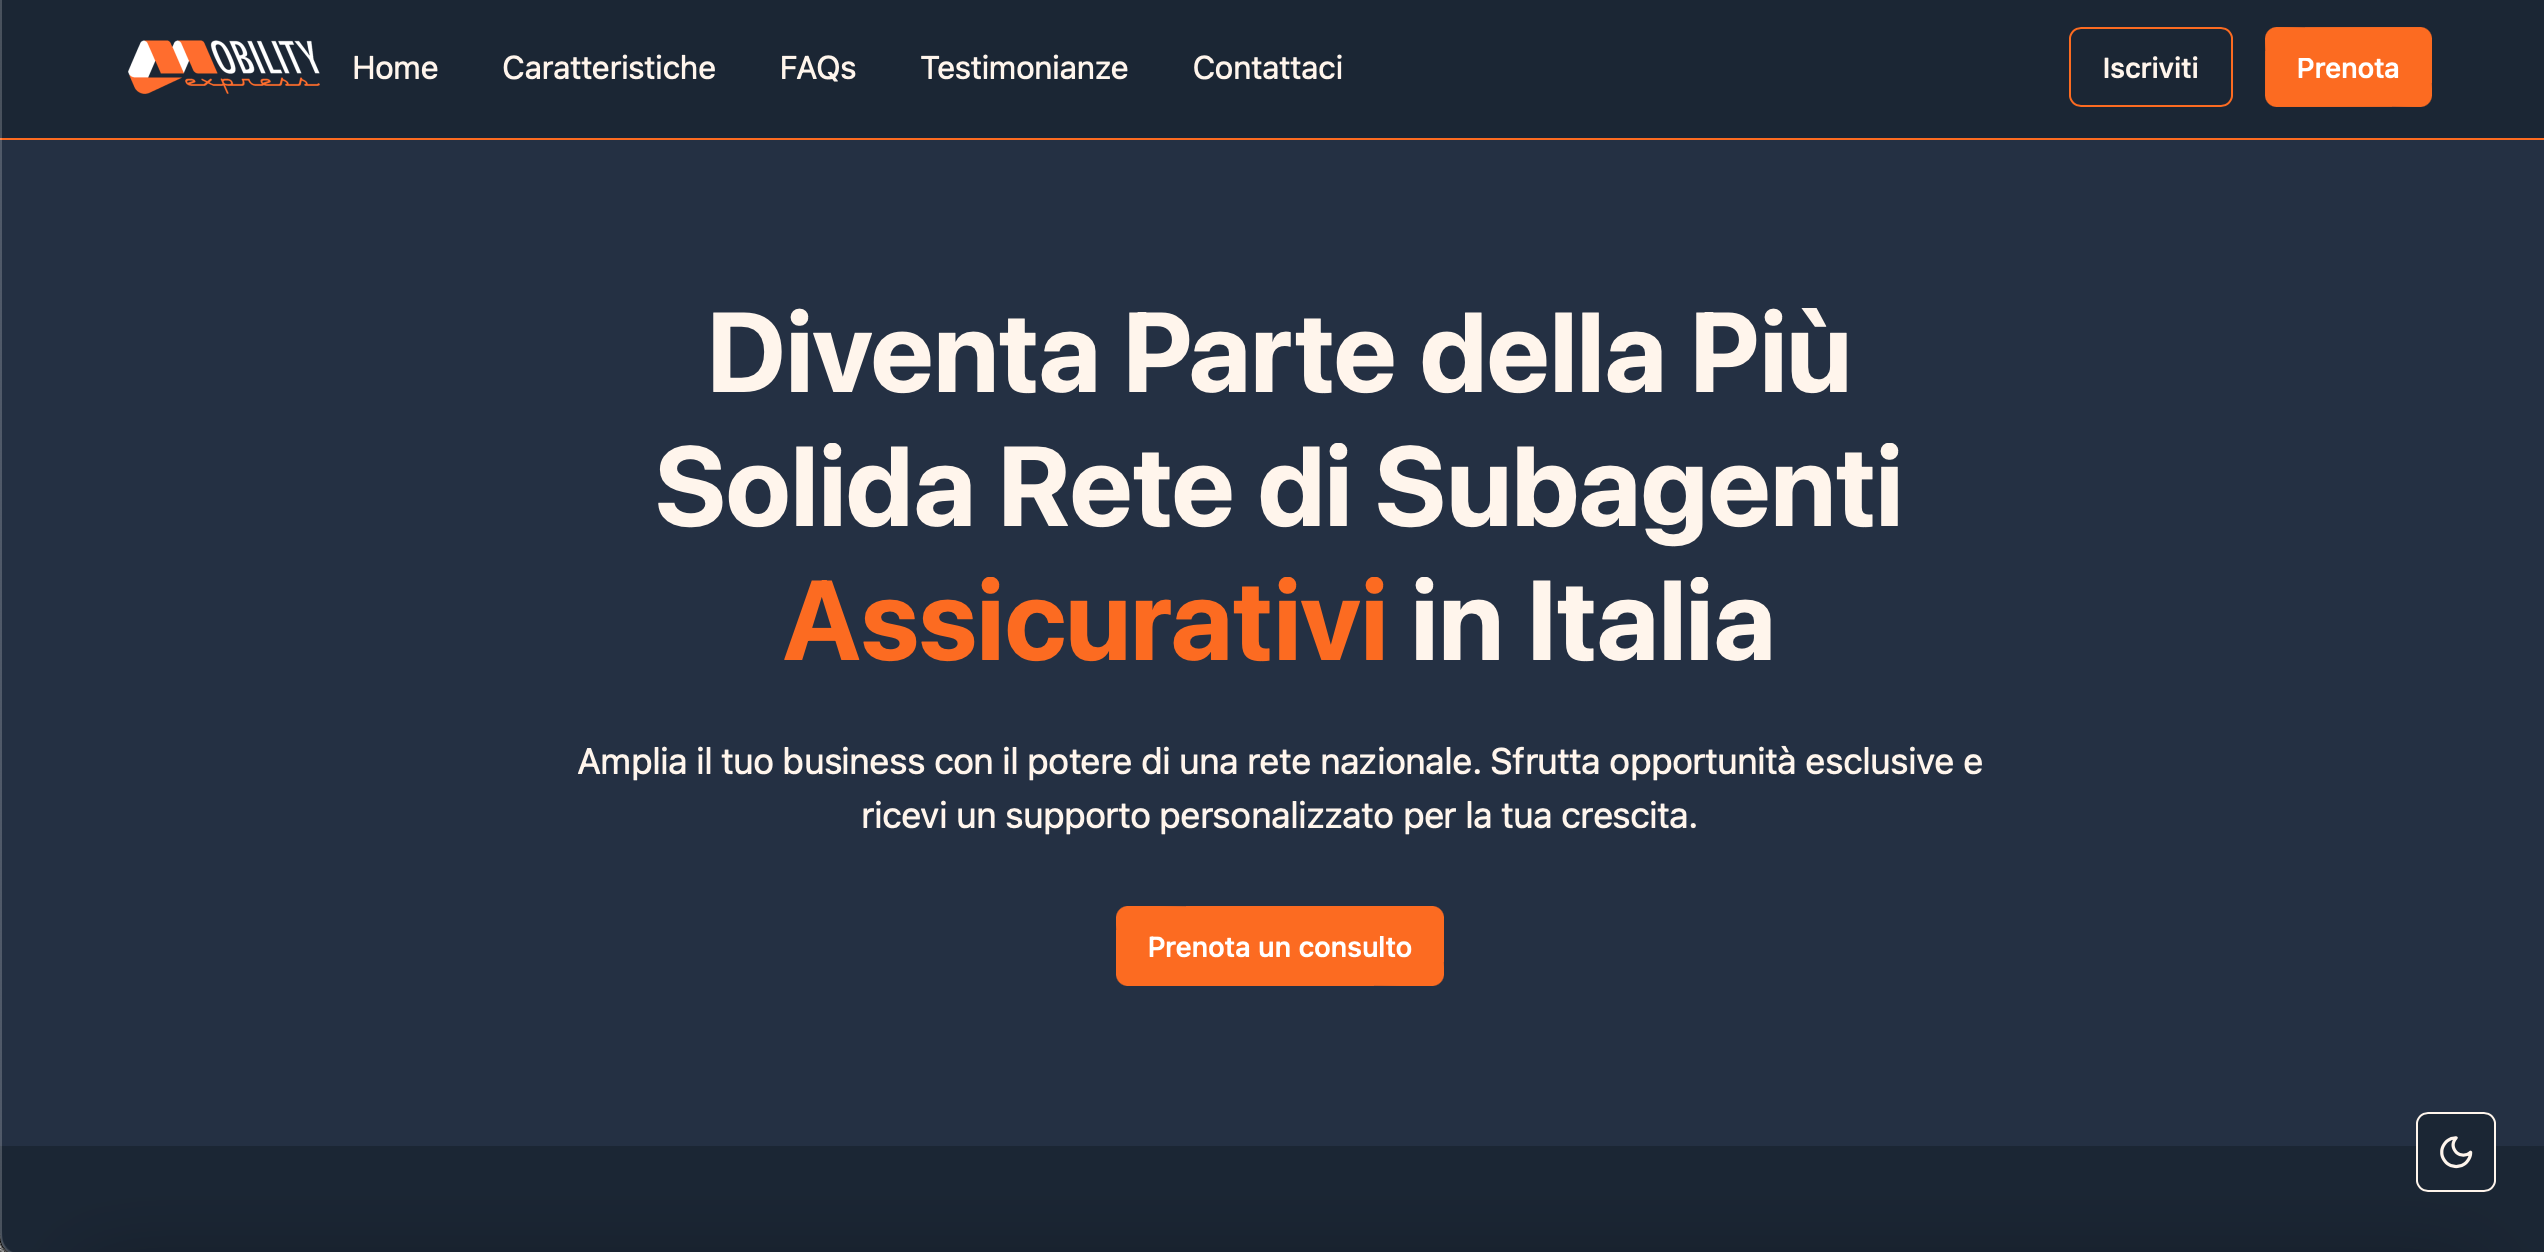 MOBILITY
express
Home
Caratteristiche
FAQs
Testimonianze
Contattaci
Iscriviti
Prenota
Diventa Parte della Più
Solida Rete di Subagenti
Assicurativi in Italia
Amplia il tuo business con il potere di una rete nazionale. Sfrutta opportunità esclusive e
ricevi un supporto personalizzato per la tua crescita.
Prenota un consulto